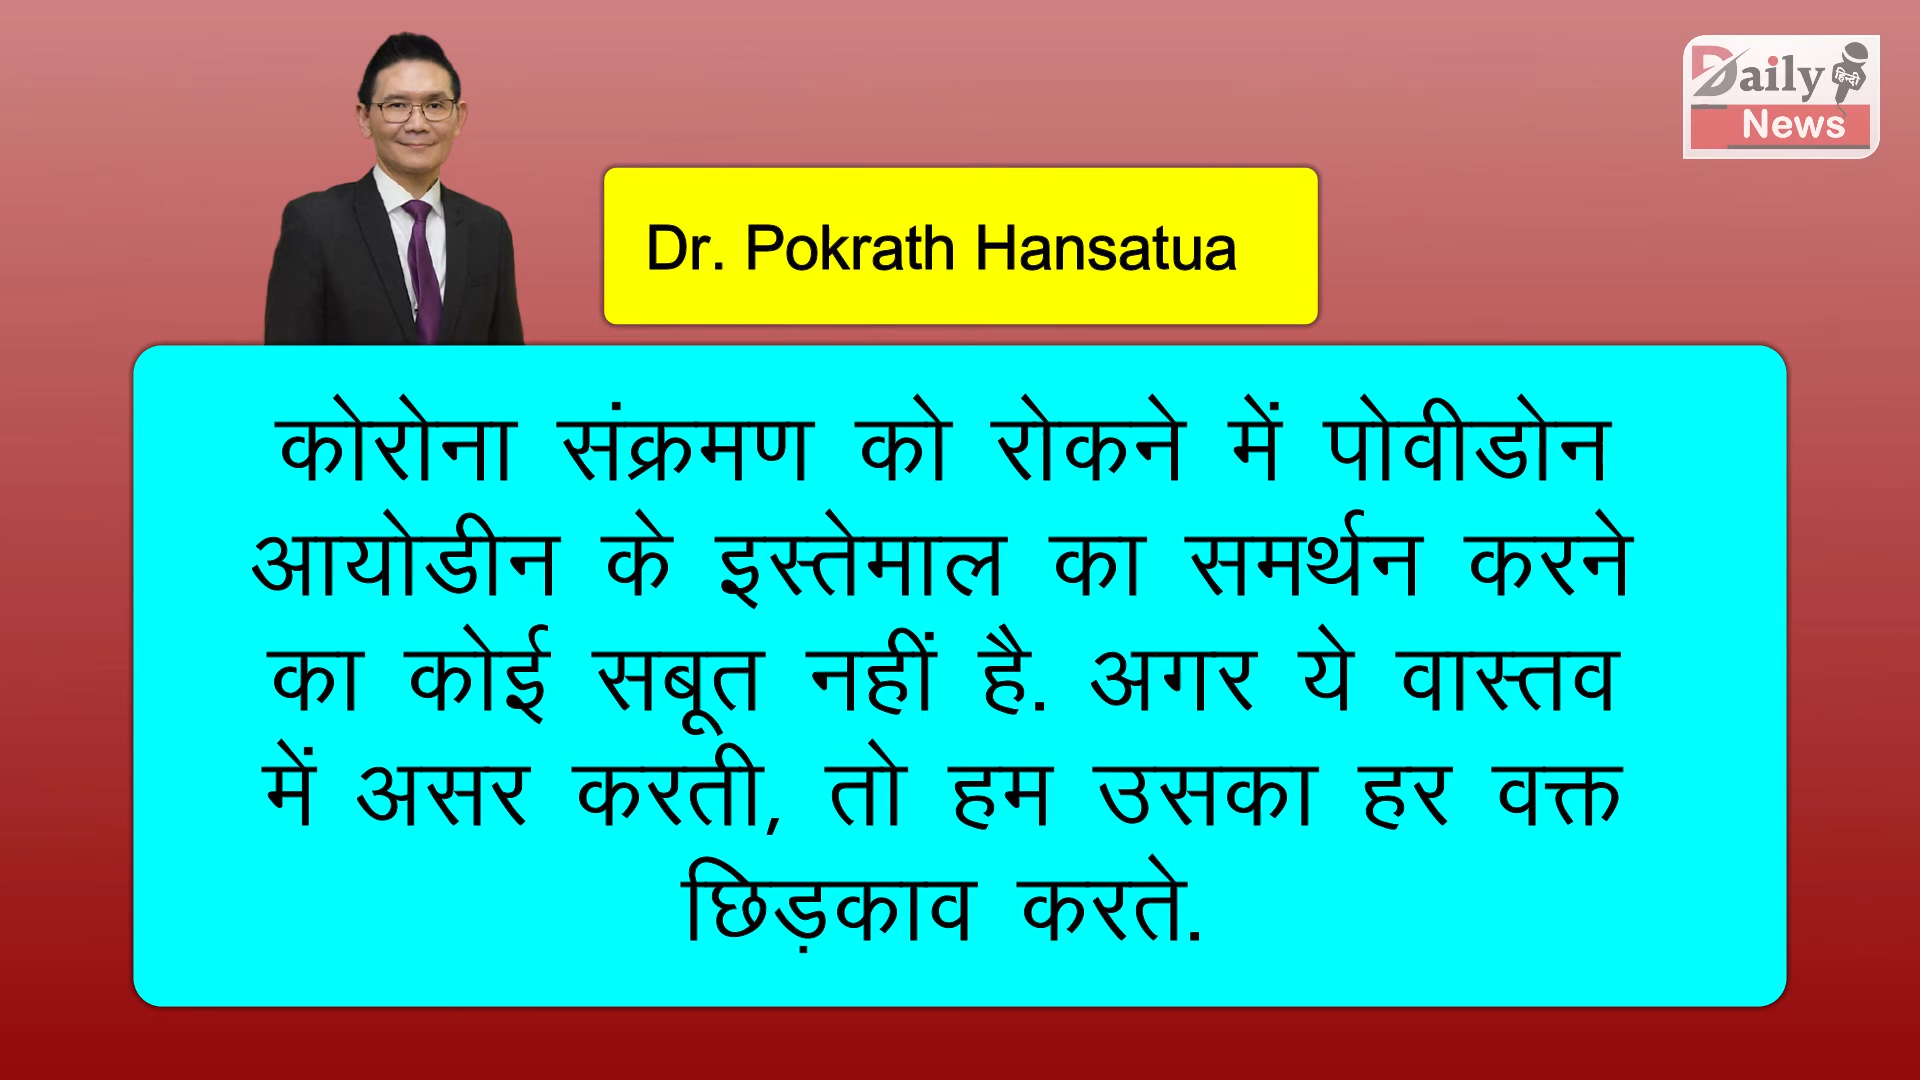 Daily
हिन्दी
News
Dr. Pokrath Hansatua
कोरोना संक्रमण को रोकने में पोवीडोन
आयोडीन के इस्तेमाल का समर्थन करने
का कोई सबूत नहीं है. अगर ये वास्तव
में असर करती, तो हम उसका हर वक्त
छिड़काव करते.